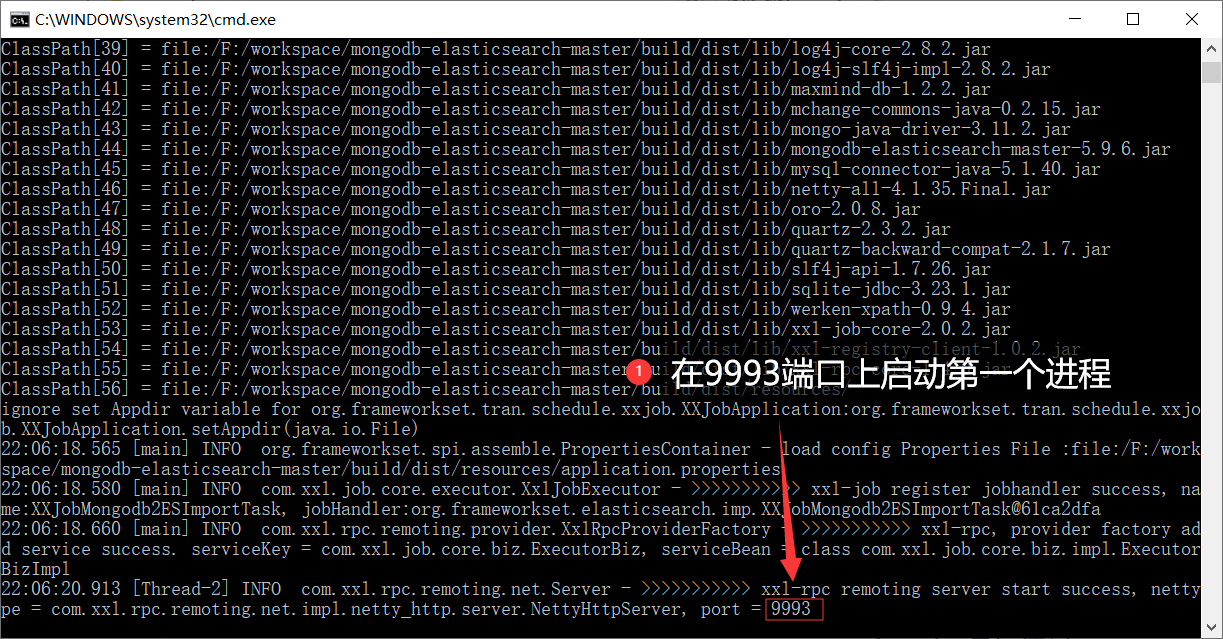 C:\WINDOWS\system32\cmd.exe
ClassPath[39] = file:/F:/workspace/mongodb-elasticsearch-master/build/dist/lib/log4j-core-2.8.2.jar
ClassPath[40] = file:/F:/workspace/mongodb-elasticsearch-master/build/dist/lib/log4j-slf4j-impl-2.8.2.jar
ClassPath[41] = file:/F:/workspace/mongodb-elasticsearch-master/build/dist/lib/maxmind-db-1.2.2.jar
ClassPath[42] = file:/F:/workspace/mongodb-elasticsearch-master/build/dist/lib/mchange-commons-java-0.2.15.jar
ClassPath[43] = file:/F:/workspace/mongodb-elasticsearch-master/build/dist/lib/mongo-java-driver-3.11.2.jar
ClassPath[44] = file:/F:/workspace/mongodb-elasticsearch-master/build/dist/lib/mongodb-elasticsearch-master-5.9.6.jar
ClassPath[45] = file:/F:/workspace/mongodb-elasticsearch-master/build/dist/lib/mysql-connector-java-5.1.40.jar
ClassPath[46] = file:/F:/workspace/mongodb-elasticsearch-master/build/dist/lib/netty-all-4.1.35.Final.jar
ClassPath[47] = file:/F:/workspace/mongodb-elasticsearch-master/build/dist/lib/oro-2.0.8.jar
ClassPath[48] = file:/F:/workspace/mongodb-elasticsearch-master/build/dist/lib/quartz-2.3.2.jar
ClassPath[49] = file:/F:/workspace/mongodb-elasticsearch-master/build/dist/lib/quartz-backward-compat-2.1.7.jar
ClassPath[50] = file:/F:/workspace/mongodb-elasticsearch-master/build/dist/lib/slf4j-api-1.7.26.jar
ClassPath[51] = file:/F:/workspace/mongodb-elasticsearch-master/build/dist/lib/sqlite-jdbc-3.23.1.jar
ClassPath[52] = file:/F:/workspace/mongodb-elasticsearch-master/build/dist/lib/werken-xpath-0.9.4.jar
ClassPath[53] = file:/F:/workspace/mongodb-elasticsearch-master/build/dist/lib/xxl-job-core-2.0.2.jar
ClassPath[54] = file:/F:/workspace/mongodb-elasticsearch-master/build/dist/lib/xxl-registry-client-1.0.2.jar
ClassPath[55] = file:/F:/workspace/mongodb-elasticsearch-master/
1 在9993端口上启动第一个进程
ClassPath[56] = file:/F:/workspace/mongodb-elasticsearch-master/build/dist/resources/
ignore set Appdir variable for org.frameworkset.tran.schedule.xxjob.XXJobApplication:org.frameworkset.tran.schedule.xxjo
b.XXJobApplication.setAppdir(java.io.File)
22:06:18.565 [main] INFO  org.frameworkset.spi.assemble.PropertiesContainer - load config Properties File :file:/F:/work
space/mongodb-elasticsearch-master/build/dist/resources/application.properties
22:06:18.580 [main] INFO  com.xxl.job.core.executor.XxlJobExecutor - >>>>>>>>>>> xxl-job register jobhandler success, na
me:XXJobMongodb2ESImportTask, jobHandler:org.frameworkset.elasticsearch.imp.XXJobMongodb2ESImportTask@61ca2dfa
22:06:18.660 [main] INFO  com.xxl.rpc.remoting.provider.XxlRpcProviderFactory - >>>>>>>>>>> xxl-rpc, provider factory ad
d service success. serviceKey = com.xxl.job.core.biz.ExecutorBiz, serviceBean = class com.xxl.job.core.biz.impl.Executor
BizImpl
22:06:20.913 [Thread-2] INFO  com.xxl.rpc.remoting.net.Server - >>>>>>>>>>> xxl-rpc remoting server start success, netty
pe = com.xxl.rpc.remoting.net.impl.netty_http.server.NettyHttpServer, port = 9993